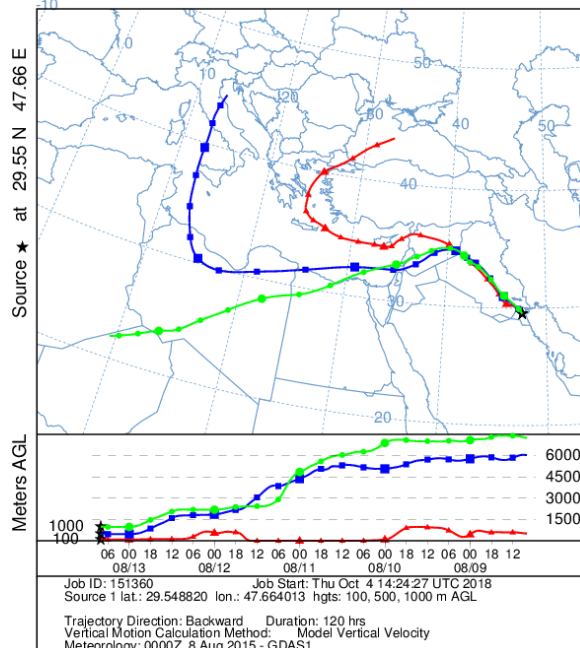 -10
0
10
20
30
40
50
50
40
30
20
10
Source ★ at 29.55 N 47.66 E
Meters AGL
6000
4500
3000
1500
1000
100
06 00 18 12 06 00 18 12 06 00 18 12 06 00 18 12 06 00 18 12
08/13 08/12 08/11 08/10 08/09
Job ID: 151360 Job Start: Thu Oct 4 14:24:27 UTC 2018
Source 1 lat.: 29.548820 lon.: 47.664013 hgts: 100, 500, 1000 m AGL
Trajectory Direction: Backward Duration: 120 hrs
Vertical Motion Calculation Method: Model Vertical Velocity
Meteorology: 0000Z 8 Aug 2015 - GDAS1